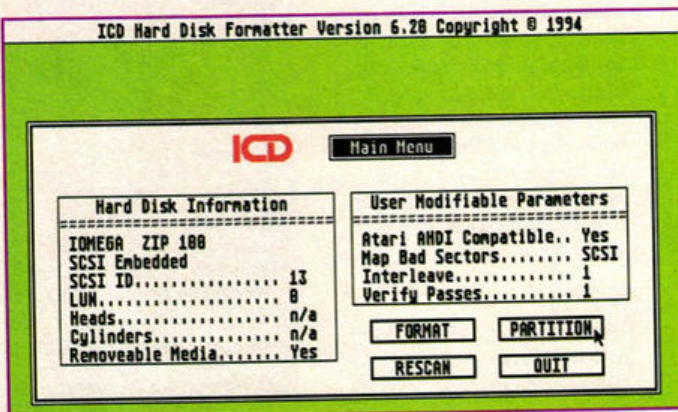 ICD Hard Disk Formatter Version 6.20 Copyright © 1994
ICD Main Menu
Hard Disk Information
IOMEGA ZIP 100
SCSI Embedded
SCSI ID................ 13
LUN.................... 0
Heads.................. n/a
Cylinders.............. n/a
Removeable Media....... Yes
User Modifiable Parameters
Atari AHDI Compatible.. Yes
Map Bad Sectors........ SCSI
Interleave............. 1
Verify Passes.......... 1
FORMAT PARTITION
RESCAN QUIT